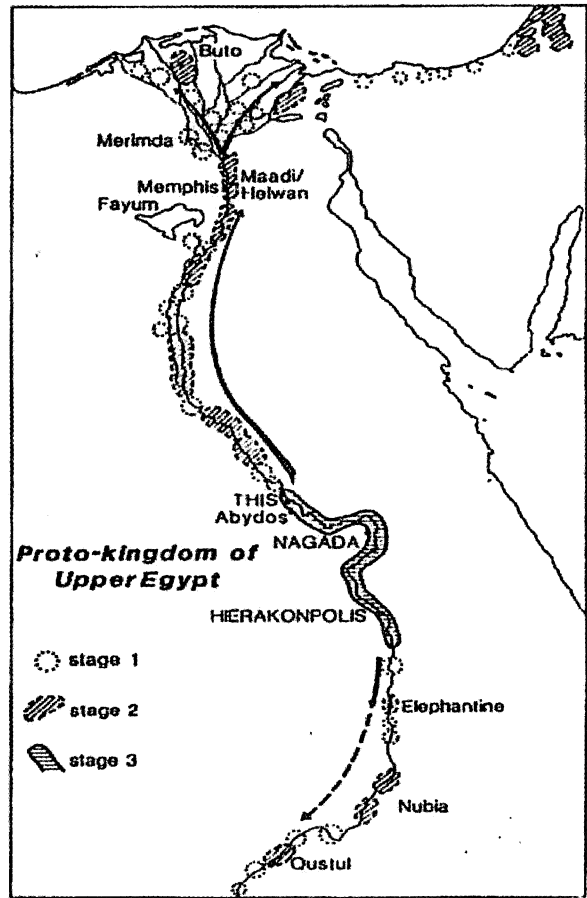 Buto
Merimda
Maadi/
Helwan
Memphis
Fayum
THIS
Abydos
NAGADA
Proto-kingdom of
Upper Egypt
HIERAKONPOLIS
stage 1
stage 2
stage 3
Elephantine
Nubia
Qustul